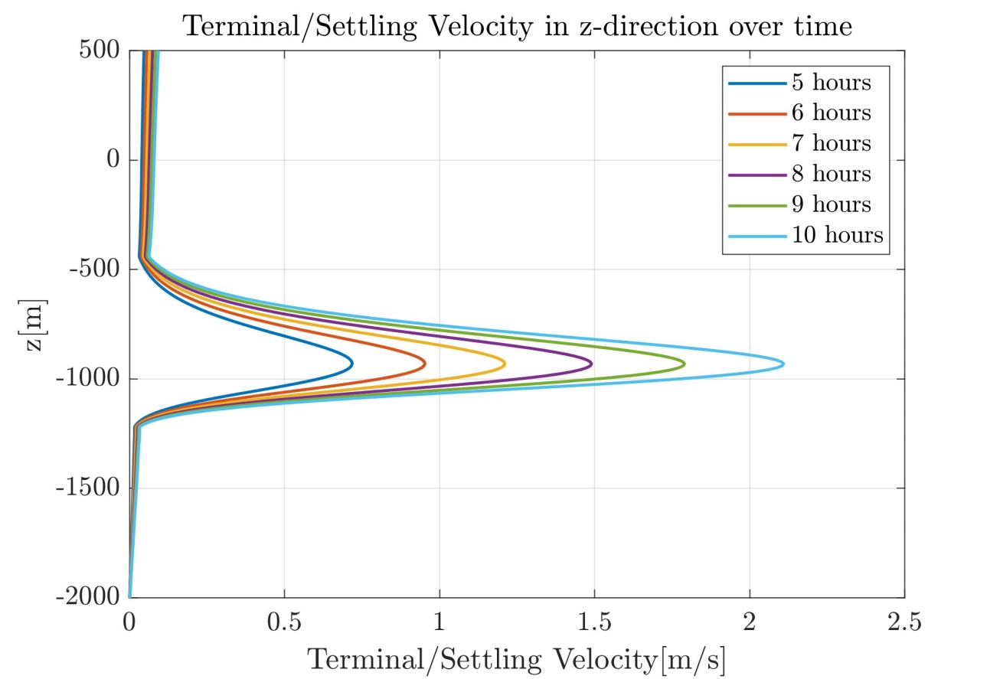 Terminal/Settling Velocity in z-direction over time
500
0
-500
-1000
-1500
-2000
z[m]
5 hours
6 hours
7 hours
8 hours
9 hours
10 hours
0 0.5 1 1.5 2 2.5
Terminal/Settling Velocity[m/s]